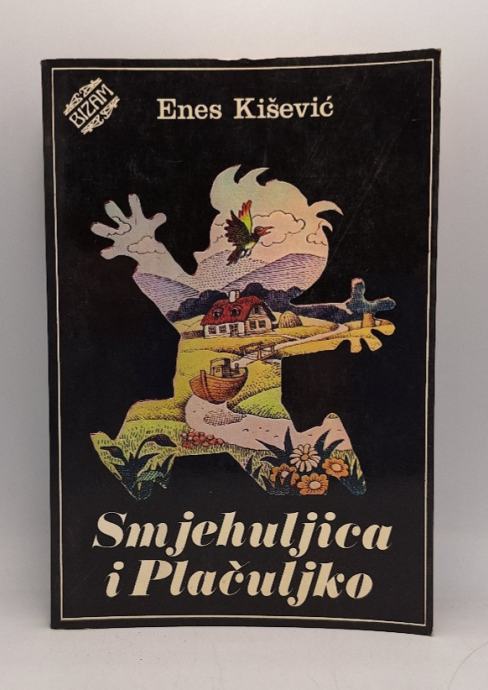 BIZAM
Enes Kišević
Smjehuljica
i Plačuljko